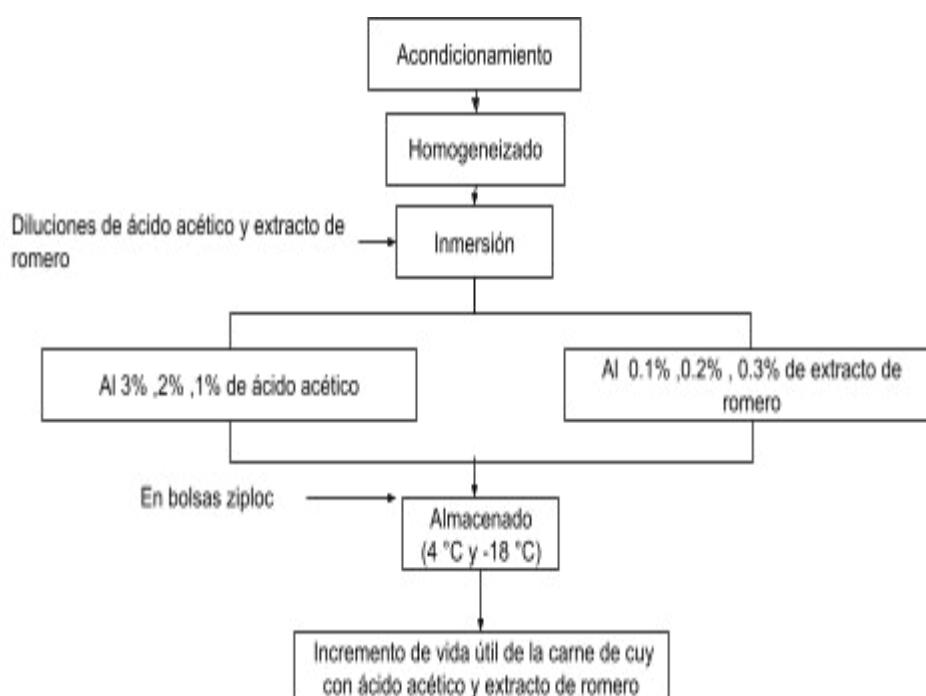 Acondicionamiento
Homogeneizado
Diluciones de ácido acético y extracto de
romero
Inmersión
Al 3% ,2% ,1% de ácido acético
Al 0.1% ,0.2% , 0.3% de extracto de
romero
En bolsas ziploc
Almacenado
(4 °C y -18 °C)
Incremento de vida útil de la carne de cuy
con ácido acético y extracto de romero